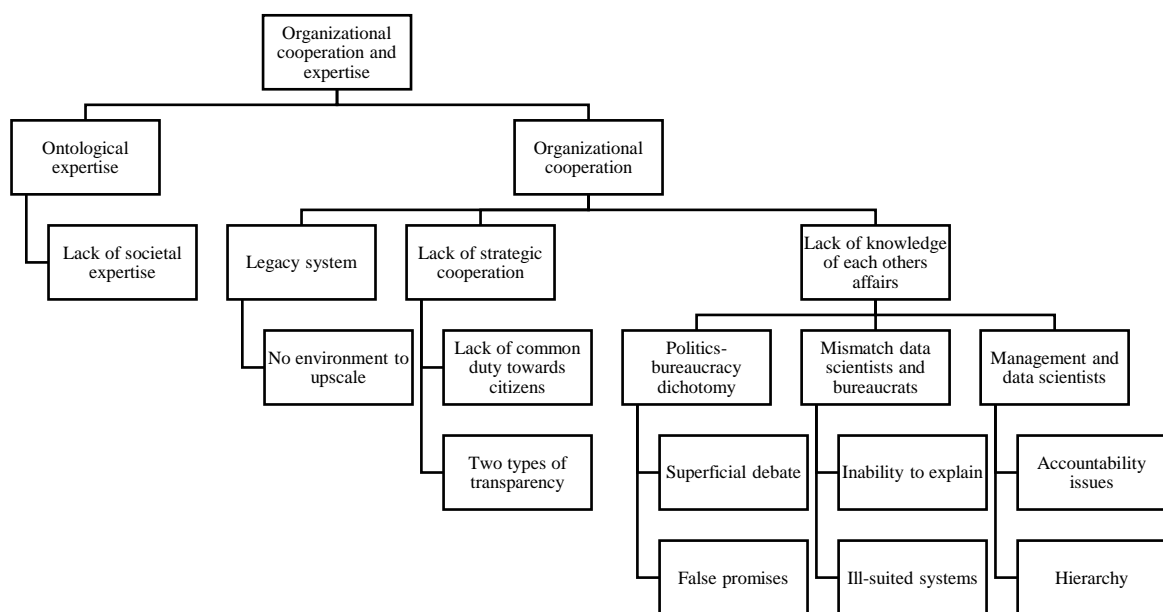 Organizational
cooperation and
expertise
Ontological
expertise
Organizational
cooperation
Lack of societal
expertise
Legacy system
Lack of strategic
cooperation
Lack of knowledge
of each others
affairs
No environment to
upscale
Lack of common
duty towards
citizens
Politics-
bureaucracy
dichotomy
Mismatch data
scientists and
bureaucrats
Management and
data scientists
Two types of
transparency
Superficial debate
Inability to explain
Accountability
issues
False promises
Ill-suited systems
Hierarchy